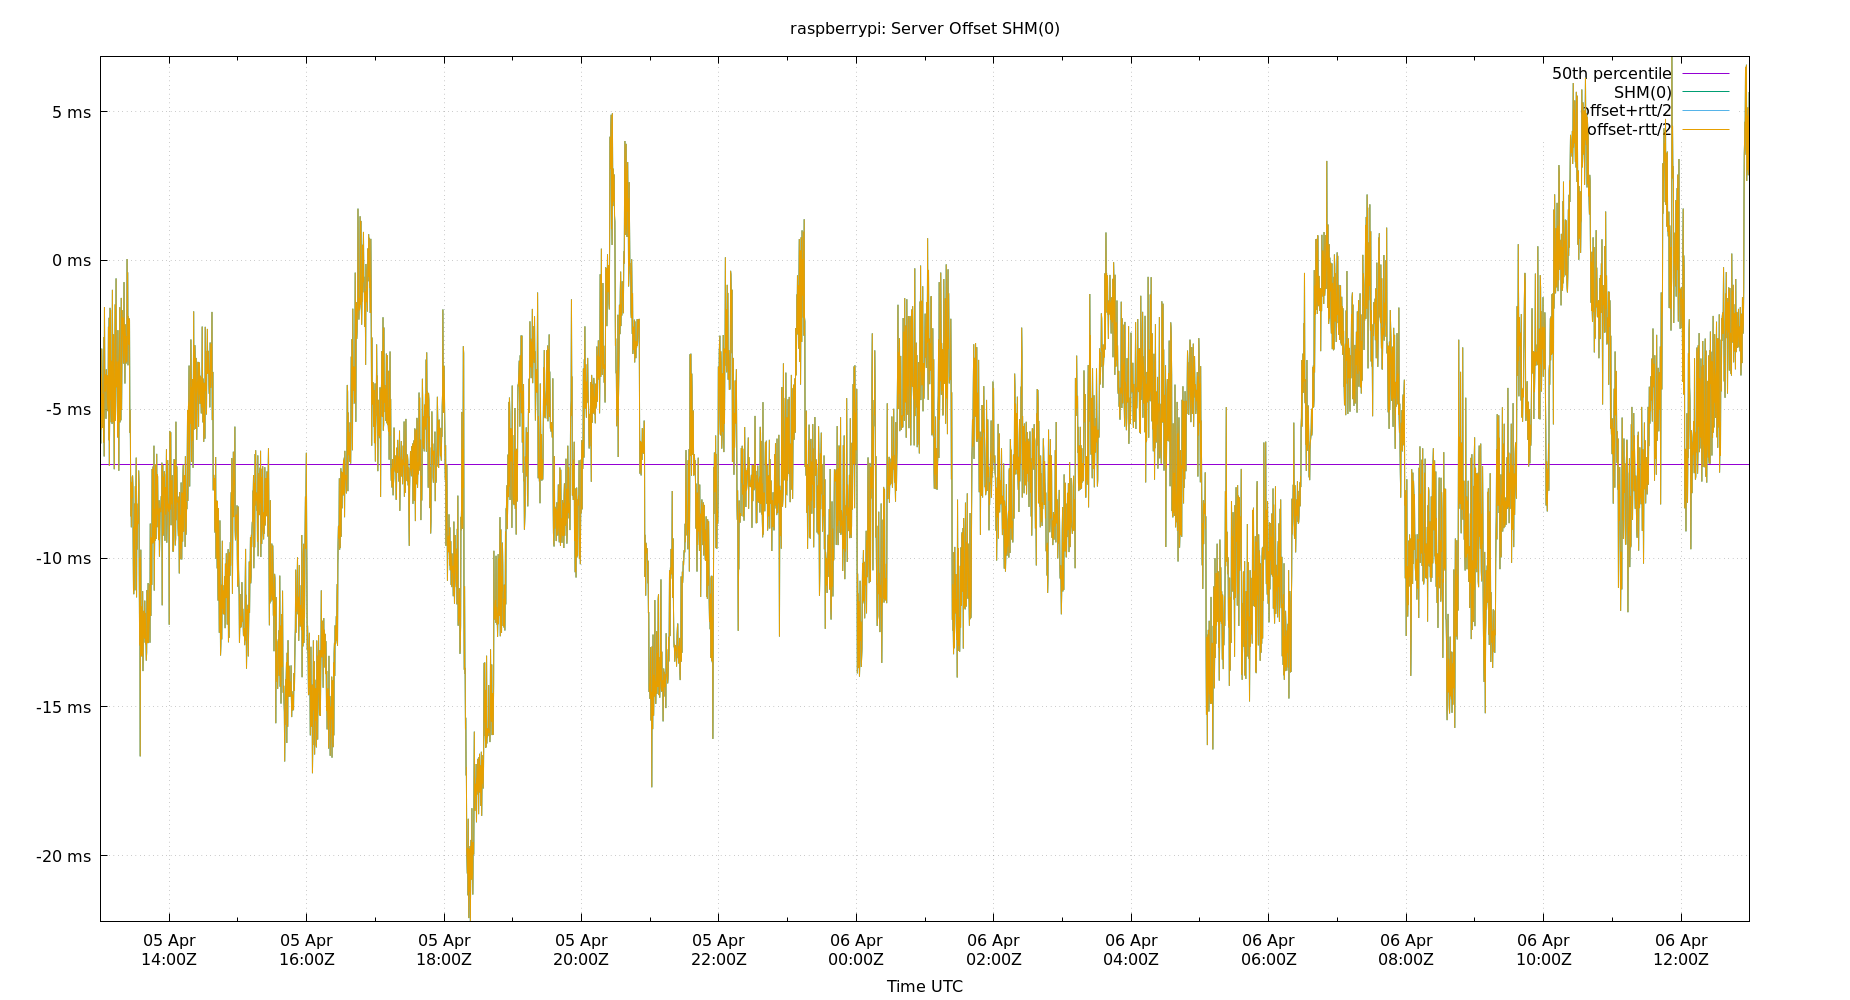 raspberrypi: Server Offset SHM(0)
50th percentile
SHM(0)
offset+rtt/2
offset-rtt/2
5 ms
0 ms
-5 ms
-10 ms
-15 ms
-20 ms
05 Apr 05 Apr 05 Apr 05 Apr 05 Apr 06 Apr 06 Apr 06 Apr 06 Apr 06 Apr 06 Apr 06 Apr
14:00Z 16:00Z 18:00Z 20:00Z 22:00Z 00:00Z 02:00Z 04:00Z 06:00Z 08:00Z 10:00Z 12:00Z
Time UTC